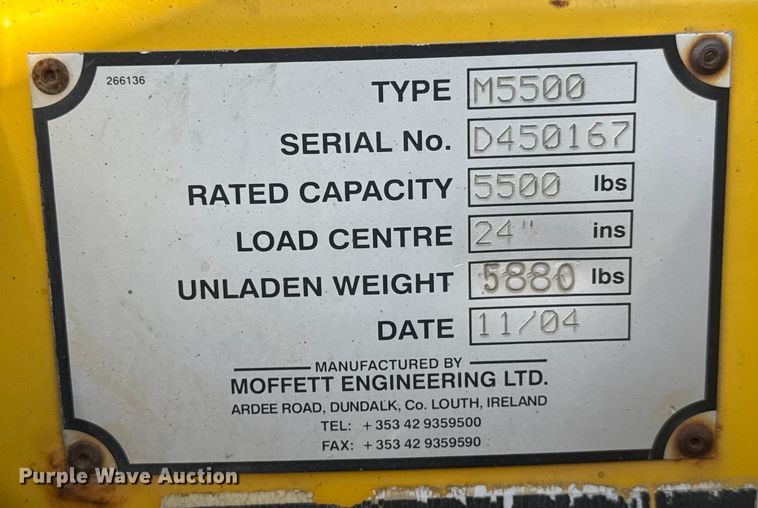 266136
TYPE M5500
SERIAL No. D450167
RATED CAPACITY 5500 lbs
LOAD CENTRE 24" ins
UNLADEN WEIGHT 5880 lbs
DATE 11/04
MANUFACTURED BY
MOFFETT ENGINEERING LTD.
ARDEE ROAD, DUNDALK, Co. LOUTH, IRELAND
TEL: + 353 42 9359500
FAX: + 353 42 9359590
Purple Wave Auction